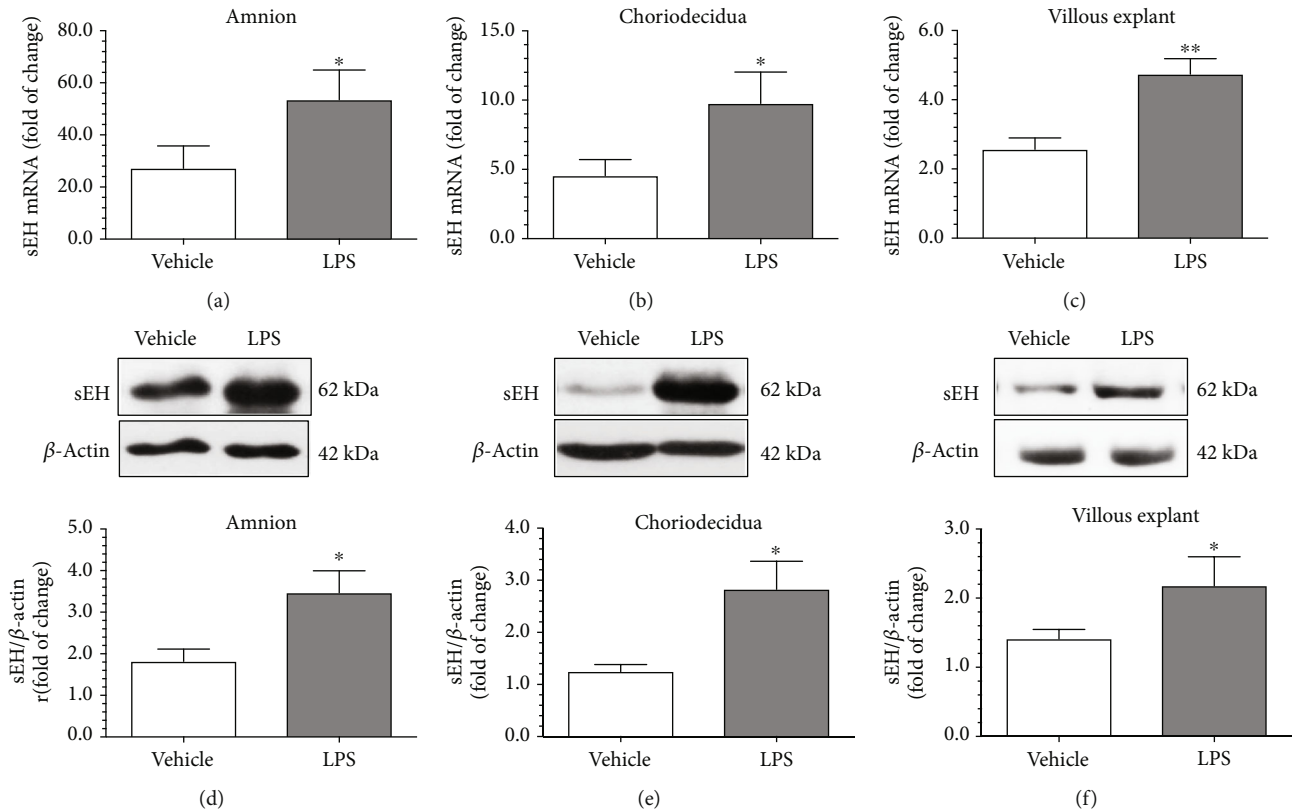 Amnion
sEH mRNA (fold of change)
80.0
60.0
40.0
20.0
0.0
*
Vehicle LPS
(a)
Choriodecidua
sEH mRNA (fold of change)
15.0
10.0
5.0
0.0
*
Vehicle LPS
(b)
Villous explant
sEH mRNA (fold of change)
6.0
4.0
2.0
0.0
**
Vehicle LPS
(c)
Vehicle LPS
sEH 62 kDa
β-Actin 42 kDa
Amnion
sEH/β-actin
r(fold of change)
5.0
4.0
3.0
2.0
1.0
0.0
*
Vehicle LPS
(d)
Vehicle LPS
sEH 62 kDa
β-Actin 42 kDa
Choriodecidua
sEH/β-actin
(fold of change)
4.0
3.0
2.0
1.0
0.0
*
Vehicle LPS
(e)
Vehicle LPS
sEH 62 kDa
β-Actin 42 kDa
Villous explant
sEH/β-actin
(fold of change)
3.0
2.0
1.0
0.0
*
Vehicle LPS
(f)